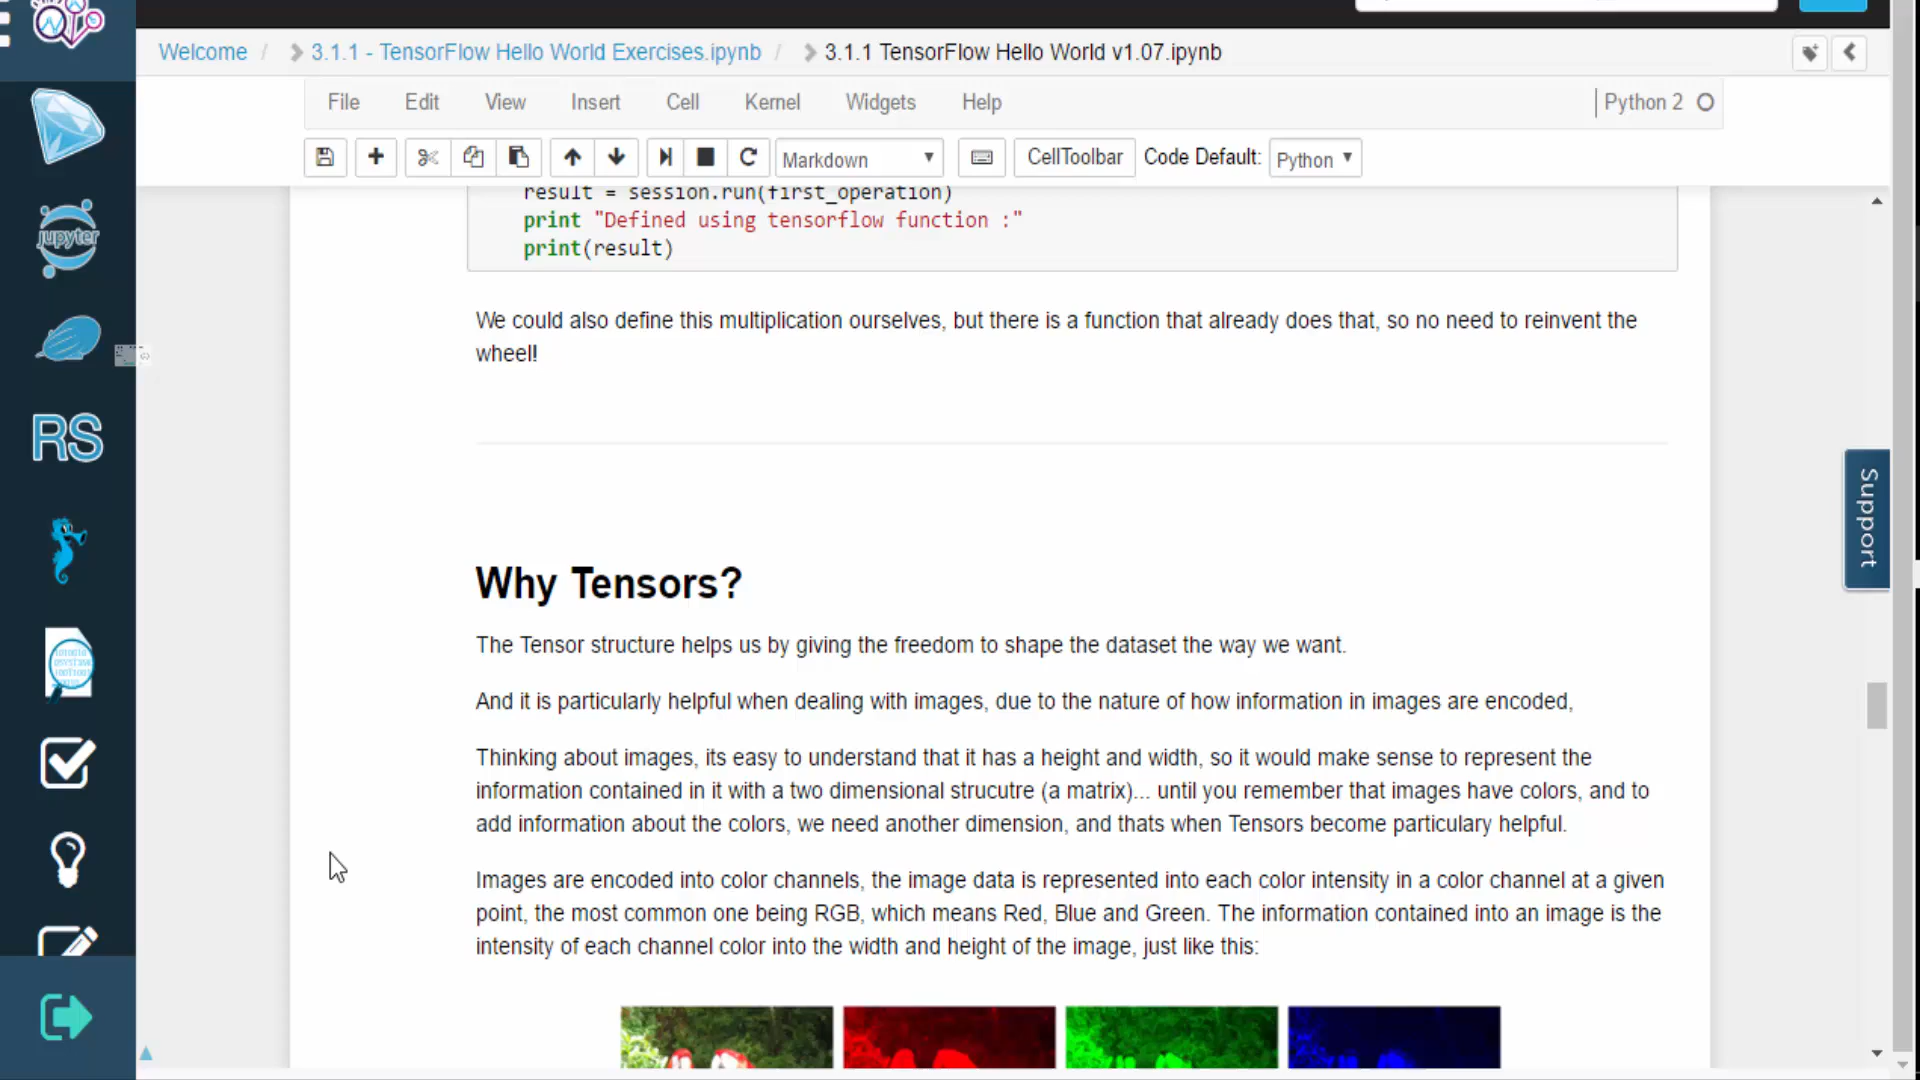 Welcome / 3.1.1 - TensorFlow Hello World Exercises.ipynb / 3.1.1 TensorFlow Hello World v1.07.ipynb
File Edit View Insert Cell Kernel Widgets Help Python 2
Markdown CellToolbar Code Default: Python
jupyter
RS
result = session.run(first_operation)
print "Defined using tensorflow function :"
print(result)
We could also define this multiplication ourselves, but there is a function that already does that, so no need to reinvent the
wheel!
Support
Why Tensors?
The Tensor structure helps us by giving the freedom to shape the dataset the way we want.
And it is particularly helpful when dealing with images, due to the nature of how information in images are encoded,
Thinking about images, its easy to understand that it has a height and width, so it would make sense to represent the
information contained in it with a two dimensional strucutre (a matrix)... until you remember that images have colors, and to
add information about the colors, we need another dimension, and thats when Tensors become particulary helpful.
Images are encoded into color channels, the image data is represented into each color intensity in a color channel at a given
point, the most common one being RGB, which means Red, Blue and Green. The information contained into an image is the
intensity of each channel color into the width and height of the image, just like this: